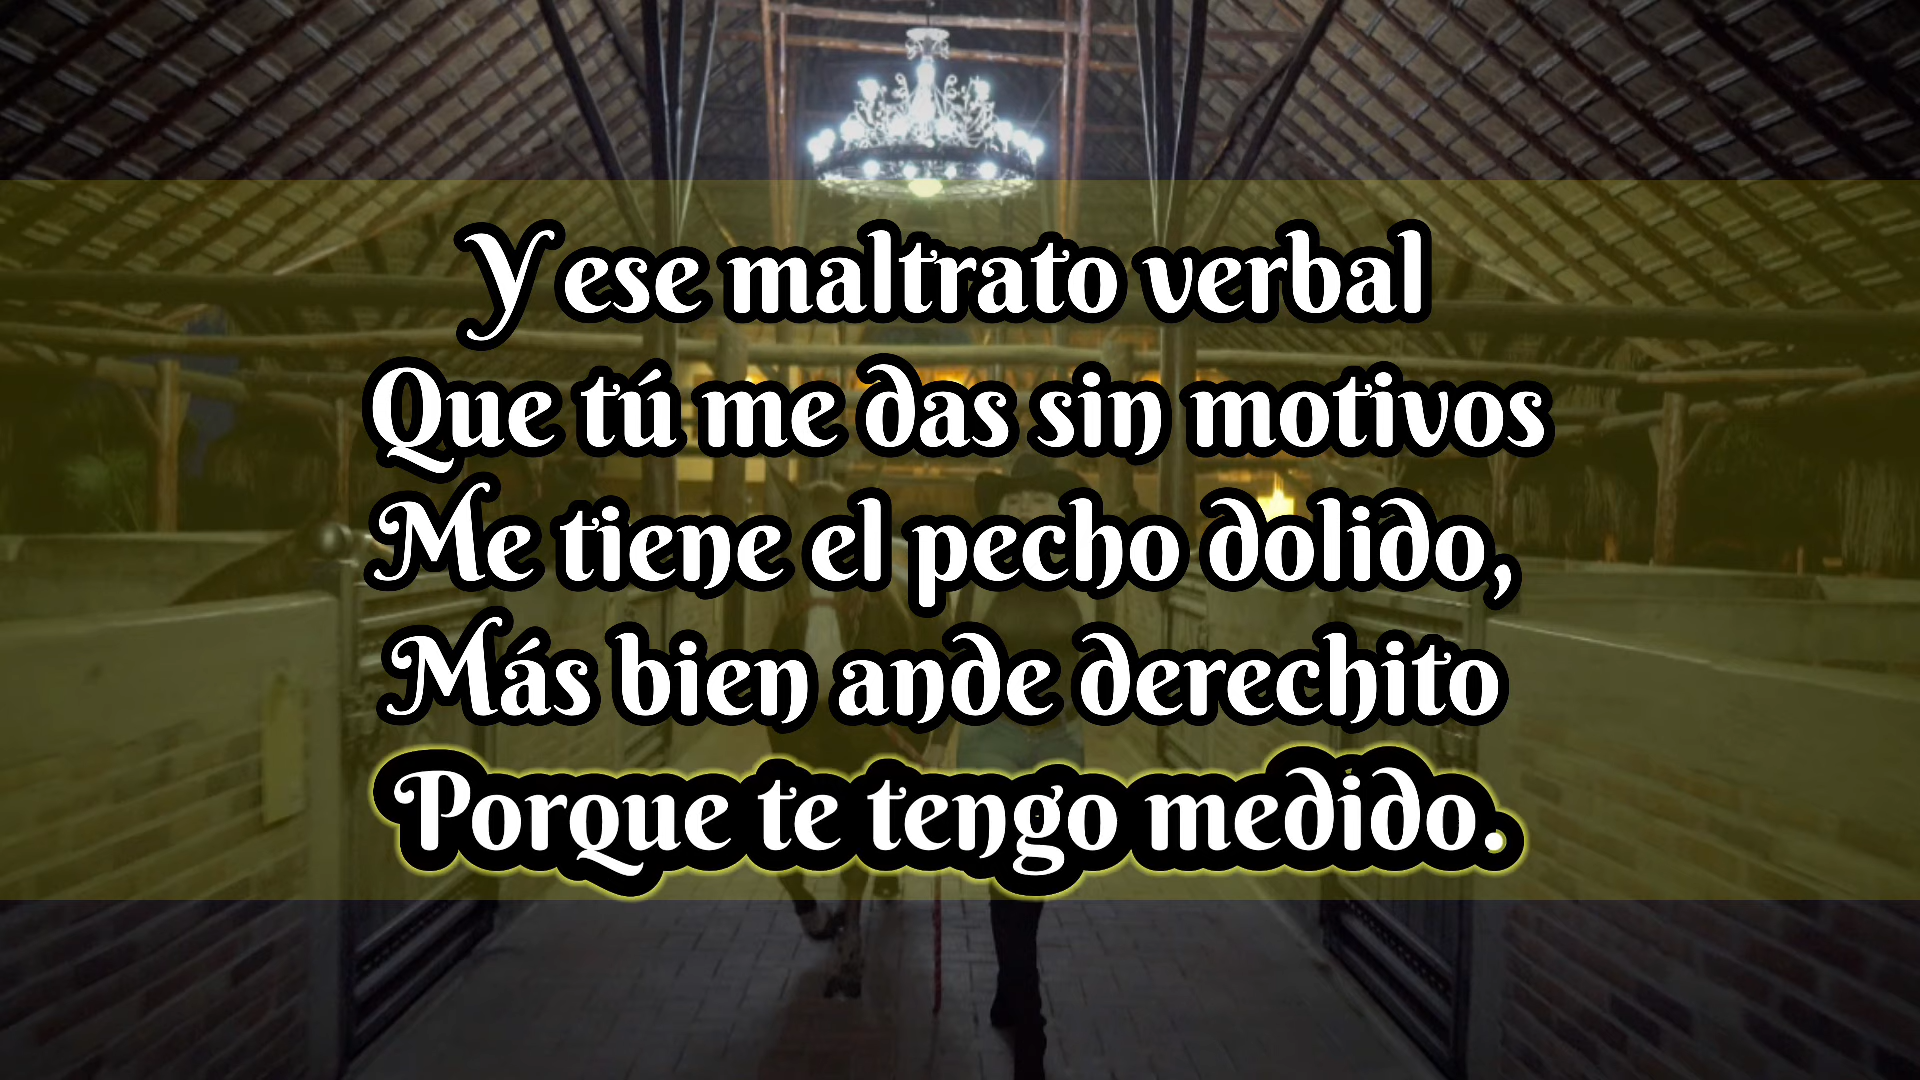 Y ese maltrato verbal
Que tú me das sin motivos
Me tiene el pecho dolido,
Más bien ande derechito
Porque te tengo medido.